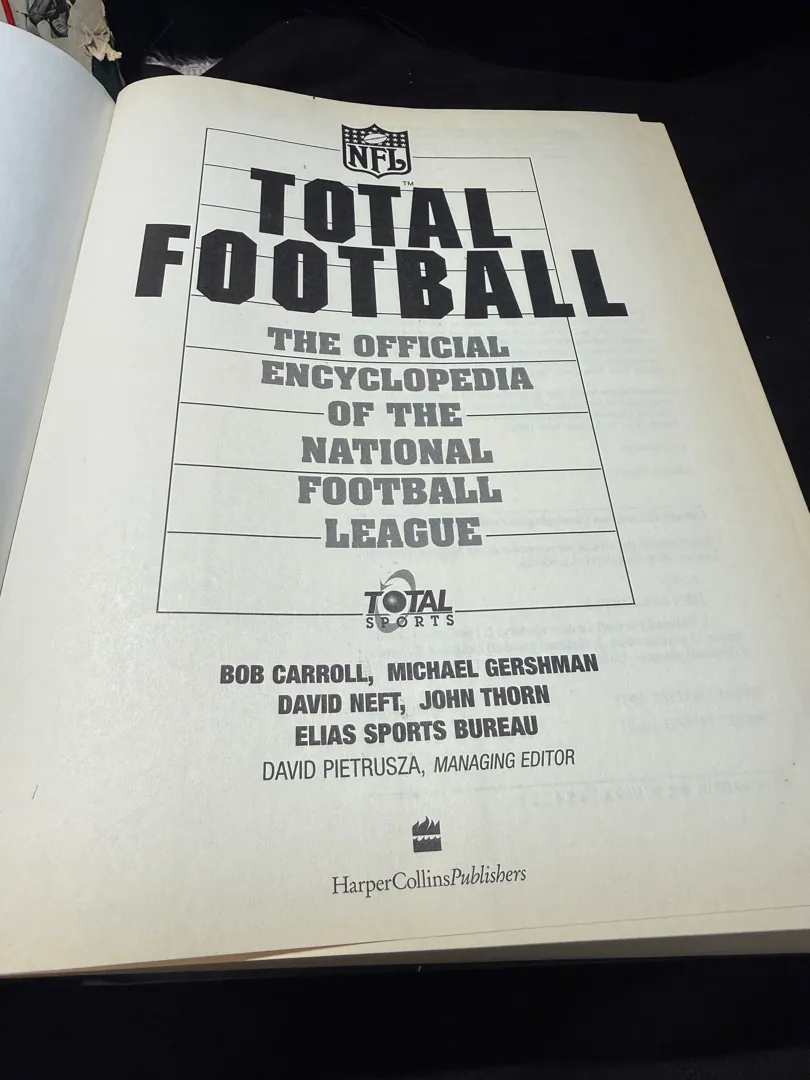 NFL
TOTAL™
FOOTBALL
THE OFFICIAL
ENCYCLOPEDIA
OF THE
NATIONAL
FOOTBALL
LEAGUE
TOTAL
SPORTS
BOB CARROLL, MICHAEL GERSHMAN
DAVID NEFT, JOHN THORN
ELIAS SPORTS BUREAU
DAVID PIETRUSZA, MANAGING EDITOR
HarperCollinsPublishers